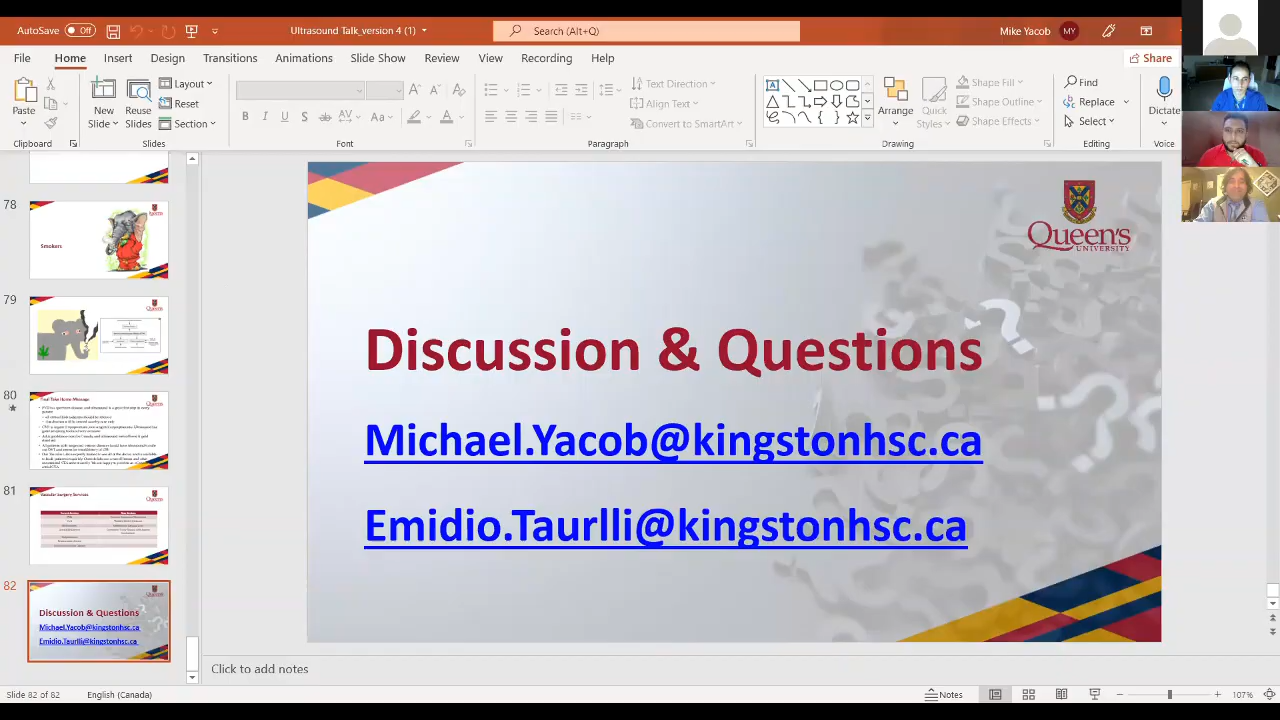 AutoSave Off
Ultrasound Talk_version 4 (1)
Search (Alt+Q)
Mike Yacob MY
File Home Insert Design Transitions Animations Slide Show Review View Recording Help Share
Paste
New
Slide
Reuse
Slides
Layout
Reset
Section
B I U S ab AV Aa A
Text Direction
Align Text
Convert to SmartArt
Arrange
Quick
Styles
Shape Fill
Shape Outline
Shape Effects
Find
Replace
Select
Dictate
Clipboard Slides Font Paragraph Drawing Editing Voice
78
Smokers
79
80
Final Take Home Message
81
Vascular Surgery Services
82
Discussion & Questions
Michael.Yacob@kingstonhsc.ca
Emidio.Taurlli@kingstonhsc.ca
Queen's
UNIVERSITY
Discussion & Questions
Michael.Yacob@kingstonhsc.ca
Emidio.Taurlli@kingstonhsc.ca
Click to add notes
Slide 82 of 82 English (Canada) Notes 107%